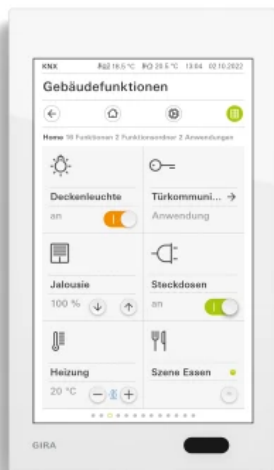 KNX 19.5 °C 20.5 °C 13:04 02.10.2022
Gebäudefunktionen
Home 16 Funktionen 2 Funktionsordner 2 Anwendungen
Deckenleuchte Türkommuni...
an Anwendung
Jalousie Steckdosen
100 % an
Heizung Szene Essen
20 °C
GIRA